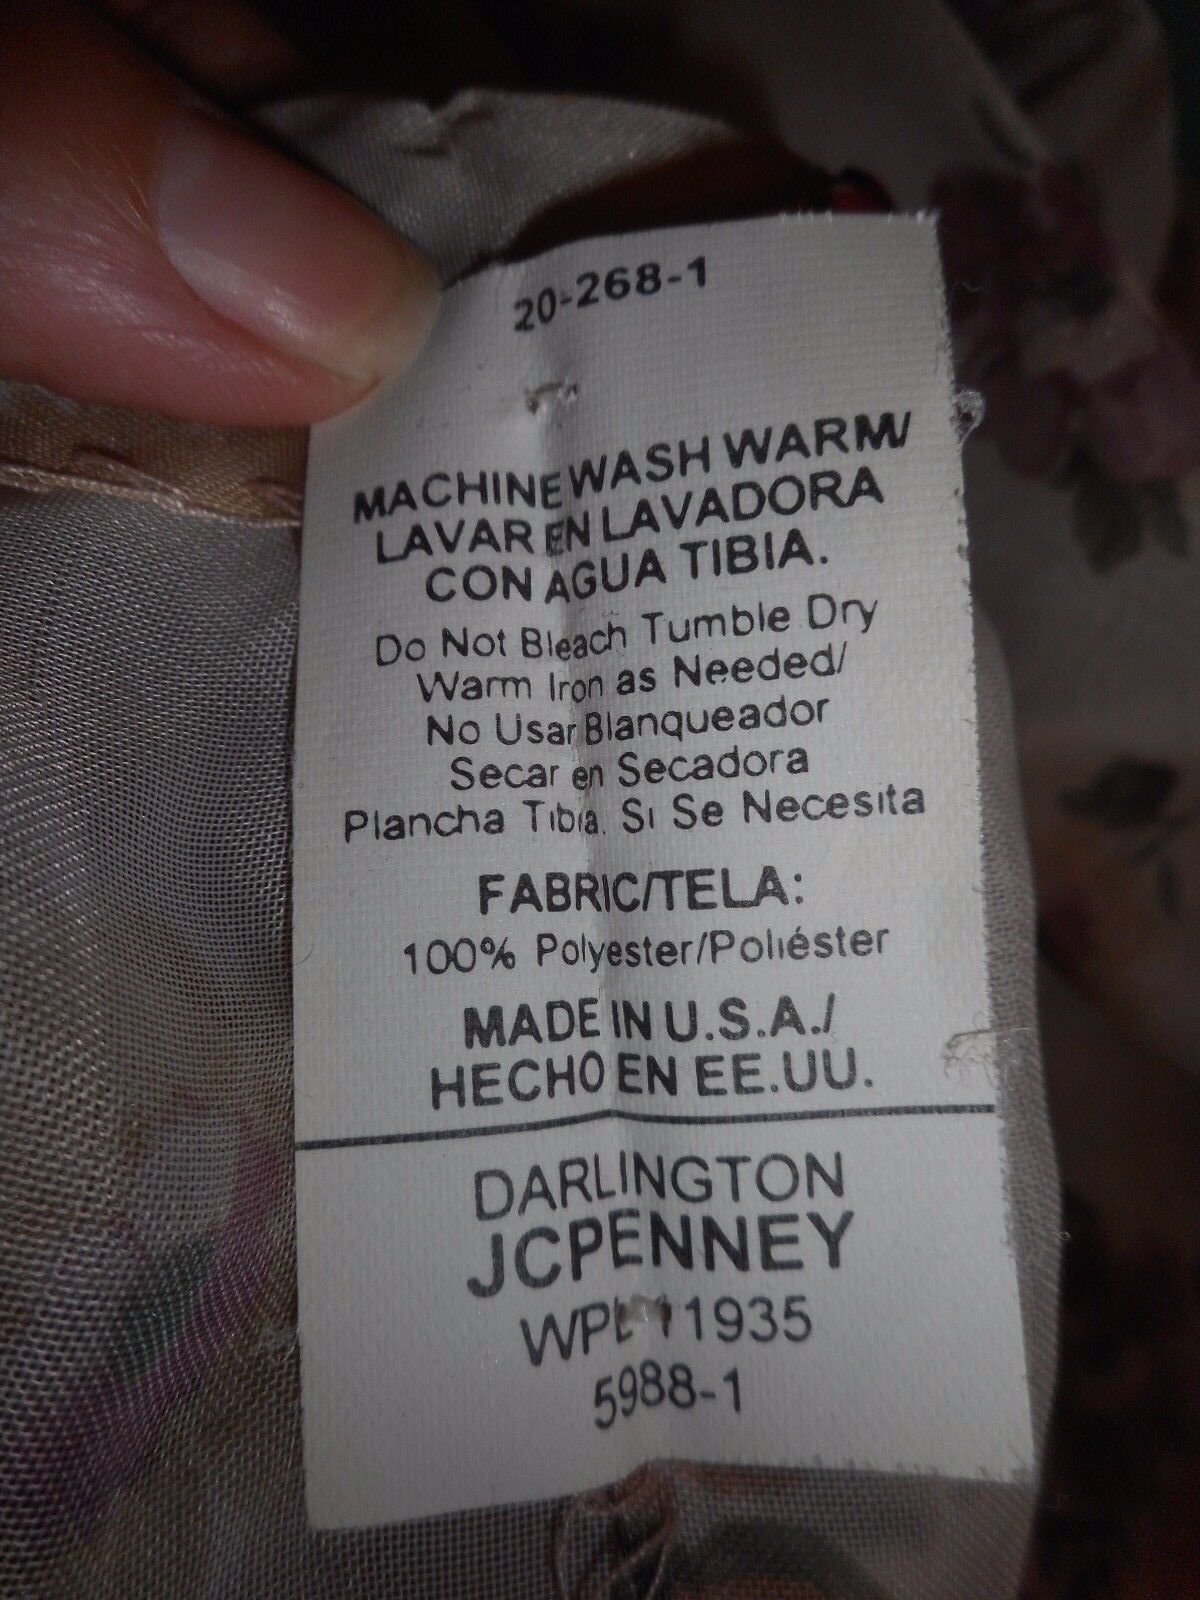 20-268-1
MACHINE WASH WARM/
LAVAR EN LAVADORA
CON AGUA TIBIA.
Do Not Bleach Tumble Dry
Warm Iron as Needed/
No Usar Blanqueador
Secar en Secadora
Plancha Tibia. Si Se Necesita
FABRIC/TELA:
100% Polyester/Poliéster
MADE IN U.S.A./
HECHO EN EE.UU.
DARLINGTON
JCPENNEY
WPL 11935
5988-1